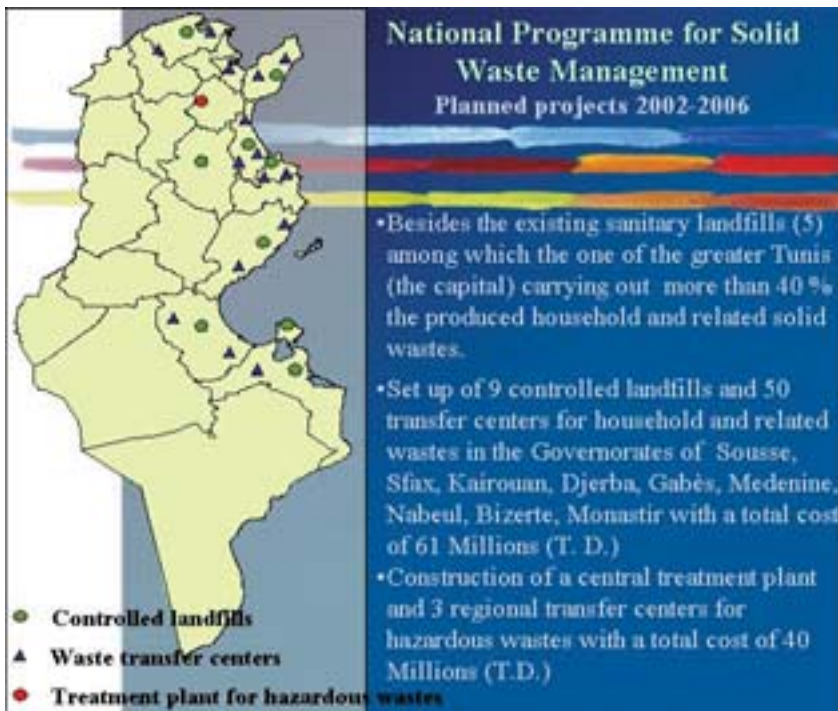 National Programme for Solid
Waste Management
Planned projects 2002-2006
•Besides the existing sanitary landfills (5)
among which the one of the greater Tunis
(the capital) carrying out more than 40 %
the produced household and related solid
wastes.
•Set up of 9 controlled landfills and 50
transfer centers for household and related
wastes in the Governorates of Sousse,
Sfax, Kairouan, Djerba, Gabès, Medenine,
Nabeul, Bizerte, Monastir with a total cost
of 61 Millions (T. D.)
•Construction of a central treatment plant
and 3 regional transfer centers for
hazardous wastes with a total cost of 40
Millions (T.D.)
Controlled landfills
Waste transfer centers
Treatment plant for hazardous wastes